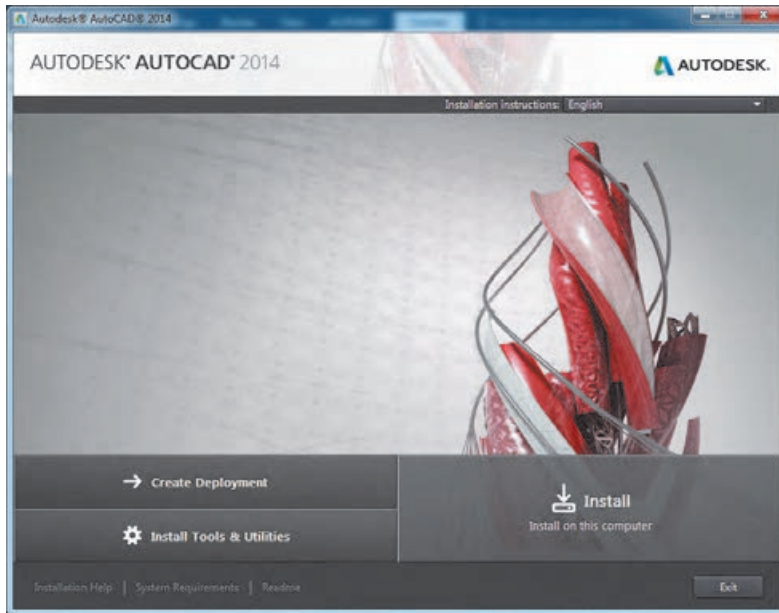 Autodesk® AutoCAD® 2014
AUTODESK® AUTOCAD® 2014
AUTODESK.
Installation instructions: English
Create Deployment
Install Tools & Utilities
Install
Install on this computer
Installation Help | System Requirements | Readme
Exit